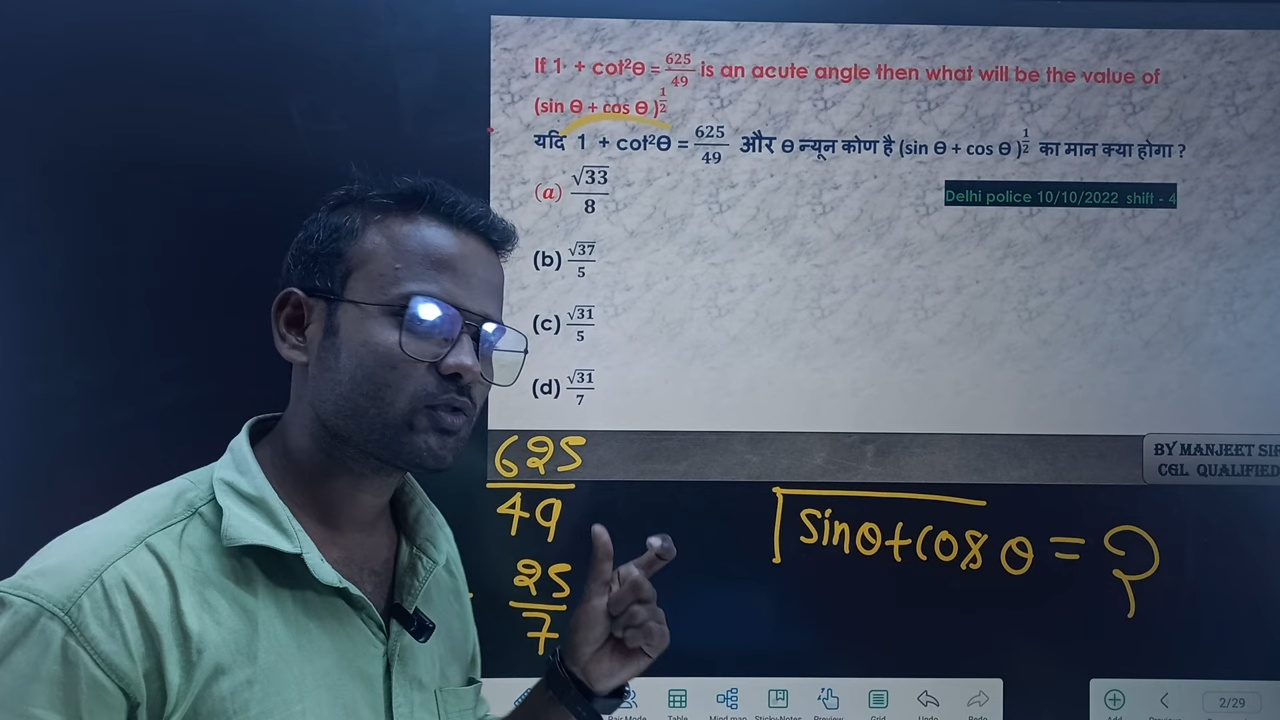 If 1 + cot²θ = 625/49 is an acute angle then what will be the value of
(sin θ + cos θ )^1/2
यदि 1 + cot²θ = 625/49 और θ न्यून कोण है (sin θ + cos θ )^1/2 का मान क्या होगा ?
(a) √33/8
Delhi police 10/10/2022 shift - 4
(b) √37/5
(c) √31/5
(d) √31/7
BY MANJEET SIR
CGL QUALIFIED
625/49
√sinθ+cosθ = ?
25/7
Pair Mode Table Mind map Sticky-Notes Preview Grid Undo Redo Add 2/29